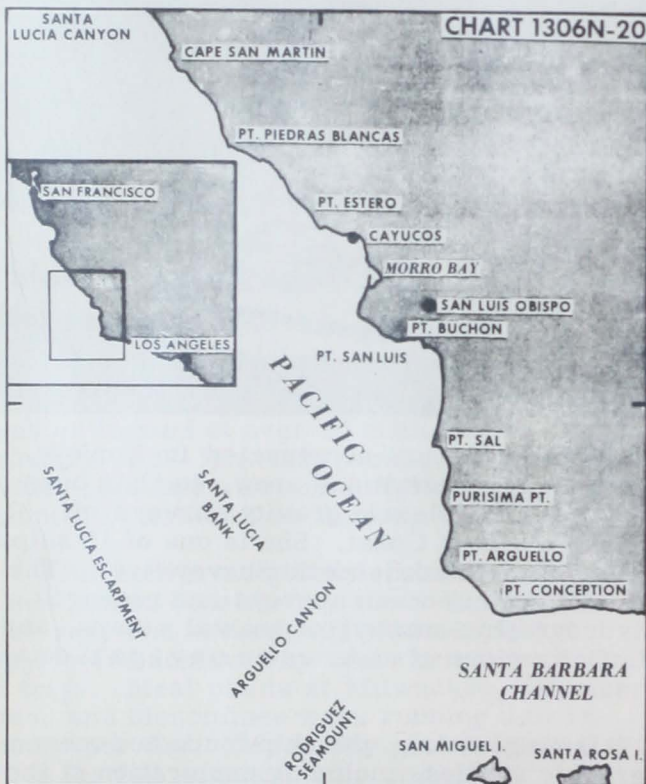 CHART 1306N-20
SANTA
LUCIA CANYON
CAPE SAN MARTIN
PT. PIEDRAS BLANCAS
SAN FRANCISCO
PT. ESTERO
CAYUCOS
MORRO BAY
SAN LUIS OBISPO
PT. BUCHON
LOS ANGELES
PT. SAN LUIS
PACIFIC
OCEAN
PT. SAL
SANTA LUCIA
BANK
SANTA LUCIA ESCARPMENT
PURISIMA PT.
PT. ARGUELLO
PT. CONCEPTION
ARGUELLO CANYON
SANTA BARBARA
CHANNEL
RODRIGUEZ
SEAMOUNT
SAN MIGUEL I.
SANTA ROSA I.